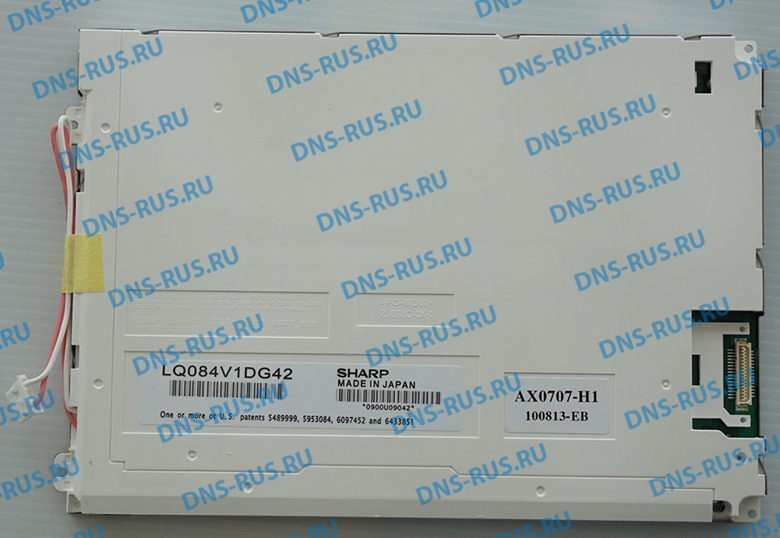 LQ084V1DG42
SHARP
MADE IN JAPAN
*0900U09042*
One or more of U.S. patents 5489999, 5953084, 6097452 and 6433851
AX0707-H1
100813-EB
DNS-RUS.RU